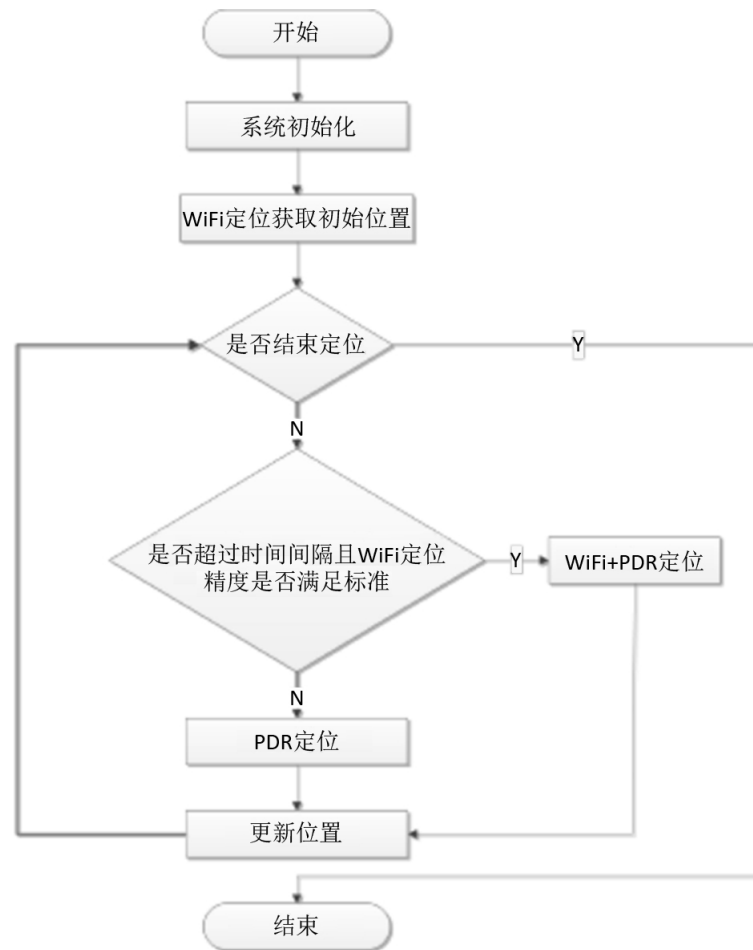 开始
系统初始化
WiFi定位获取初始位置
是否结束定位
Y
N
是否超过时间间隔且WiFi定位
精度是否满足标准
Y
WiFi+PDR定位
N
PDR定位
更新位置
结束